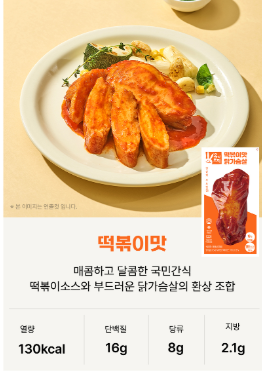 ※ 본 이미지는 연출컷 입니다.
떡볶이맛
닭가슴살
떡볶이맛
매콤하고 달콤한 국민간식
떡볶이소스와 부드러운 닭가슴살의 환상 조합
열량
단백질
당류
지방
130kcal
16g
8g
2.1g